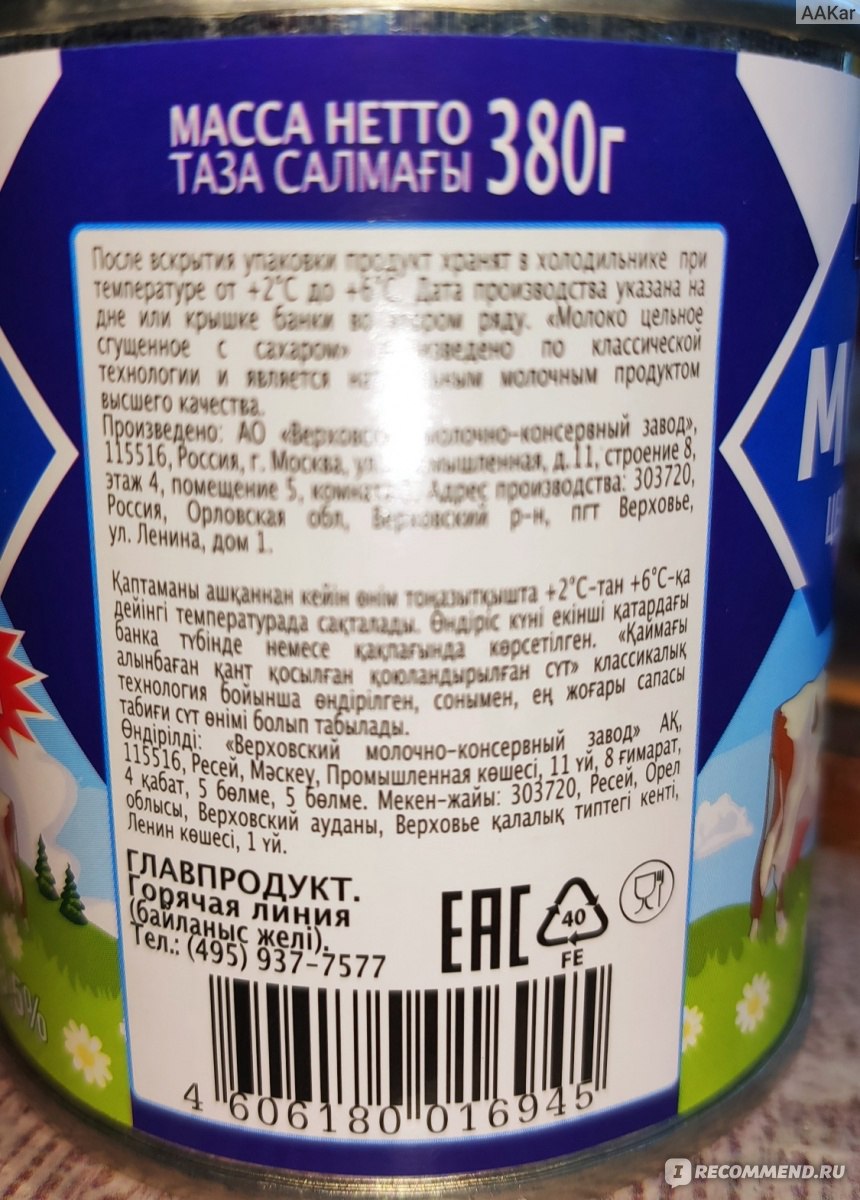 AAKar
МАССА НЕТТО 380г
ТАЗА САЛМАҒЫ
После вскрытия упаковки продукт хранят в холодильнике при
температуре от +2°С до +6°С. Дата производства указана на
дне или крышке банки во втором ряду. «Молоко цельное
сгущенное с сахаром» произведено по классической
технологии и является натуральным молочным продуктом
высшего качества.
Произведено: АО «Верховский молочно-консервный завод»,
115516, Россия, г. Москва, ул. Промышленная, д.11, строение 8,
этаж 4, помещение 5, комната Адрес производства: 303720,
Россия, Орловская обл, Верховский р-н, пгт Верховье,
ул. Ленина, дом 1.
Қаптаманы ашқаннан кейін өнім тоңазытқышта +2°С-тан +6°С-қа
дейінгі температурада сақталады. Өндіріс күні екінші қатардағы
банка түбінде немесе қақпағында көрсетілген. «Қаймағы
алынбаған қант қосылған қоюландырылған сүт» классикалық
технология бойынша өндірілген, сонымен, ең жоғары сапасы
табиғи сүт өнімі болып табылады.
Өндірілді: «Верховский молочно-консервный завод» АҚ,
115516, Ресей, Мәскеу, Промышленная көшесі, 11 үй, 8 ғимарат,
4 қабат, 5 бөлме, 5 бөлме. Мекен-жайы: 303720, Ресей, Орел
облысы, Верховский ауданы, Верховье қалалық типтегі кенті,
Ленин көшесі, 1 үй.
ГЛАВПРОДУКТ.
Горячая линия
(байланыс желі).
Тел.: (495) 937-7577
EAC
40
FE
4 606180 016945
I RECOMMEND.RU